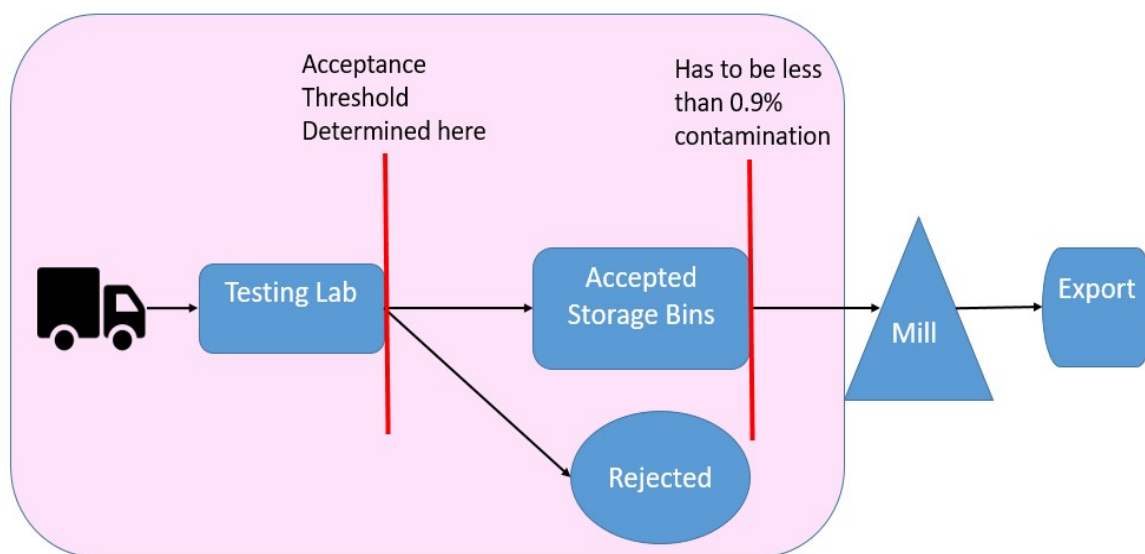 Acceptance
Threshold
Determined here
Has to be less
than 0.9%
contamination
Testing Lab
Accepted
Storage Bins
Mill
Export
Rejected